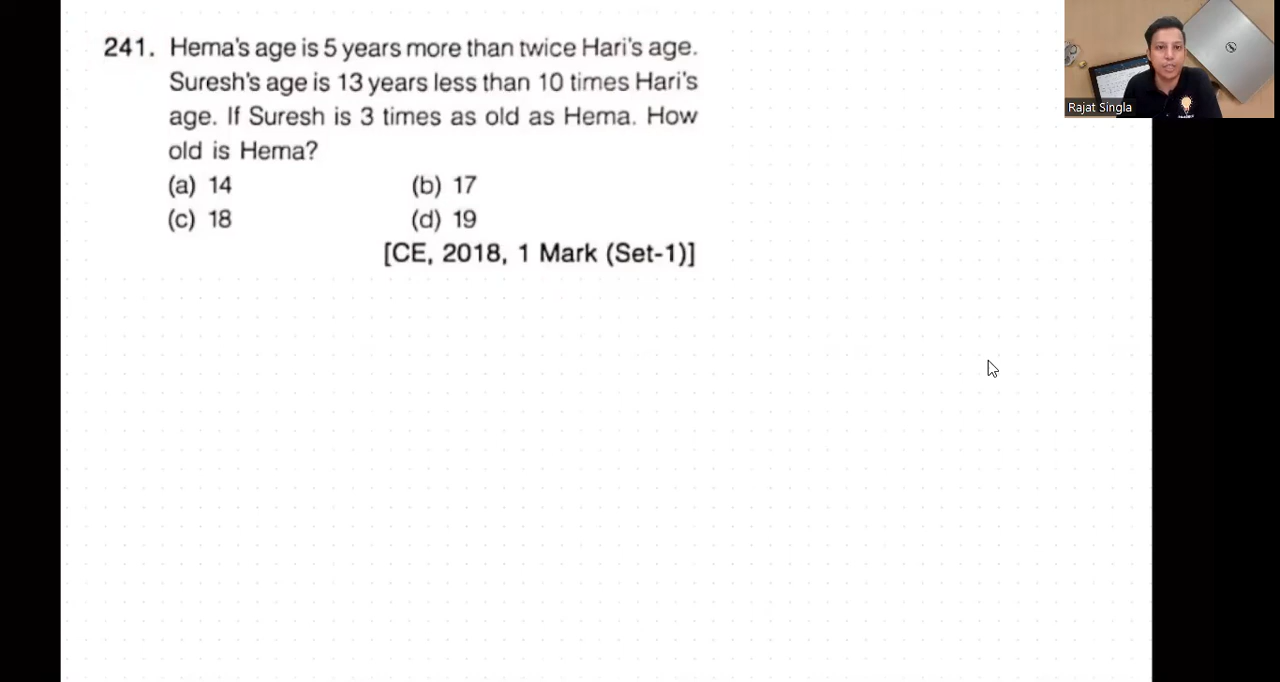 241. Hema's age is 5 years more than twice Hari's age.
Suresh's age is 13 years less than 10 times Hari's
age. If Suresh is 3 times as old as Hema. How
old is Hema?
(a) 14 (b) 17
(c) 18 (d) 19
[CE, 2018, 1 Mark (Set-1)]
Rajat Singla